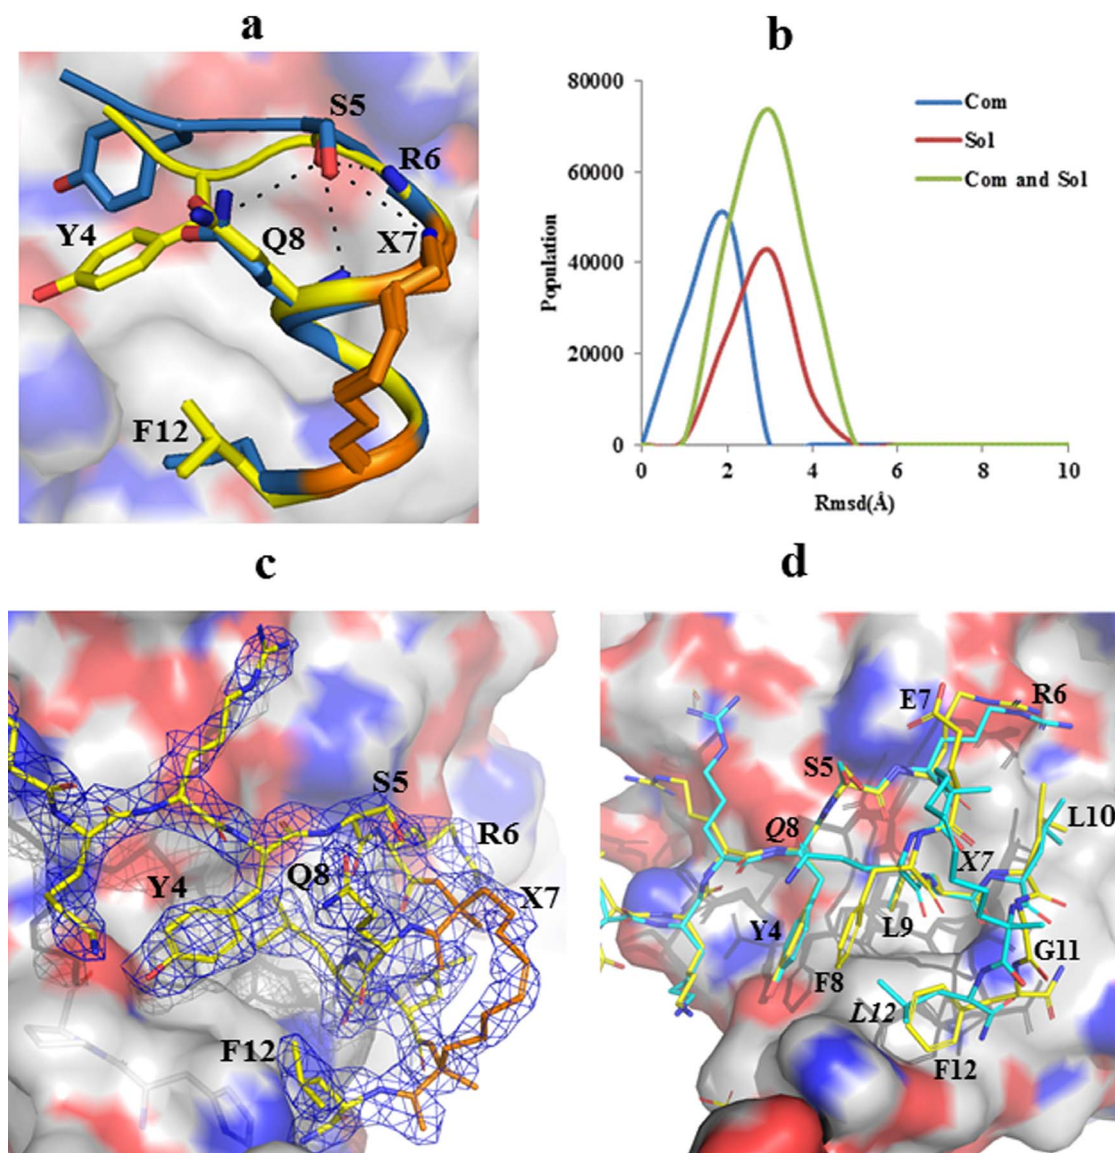 a
S5
R6
Y4
Q8
X7
F12
b
80000
60000
40000
20000
0
Population
0 2 4 6 8 10
Rmsd(Å)
Com
Sol
Com and Sol
c
S5
R6
Y4
Q8
X7
F12
d
E7
R6
S5
L10
Q8
X7
Y4
L9
G11
F8
L12
F12